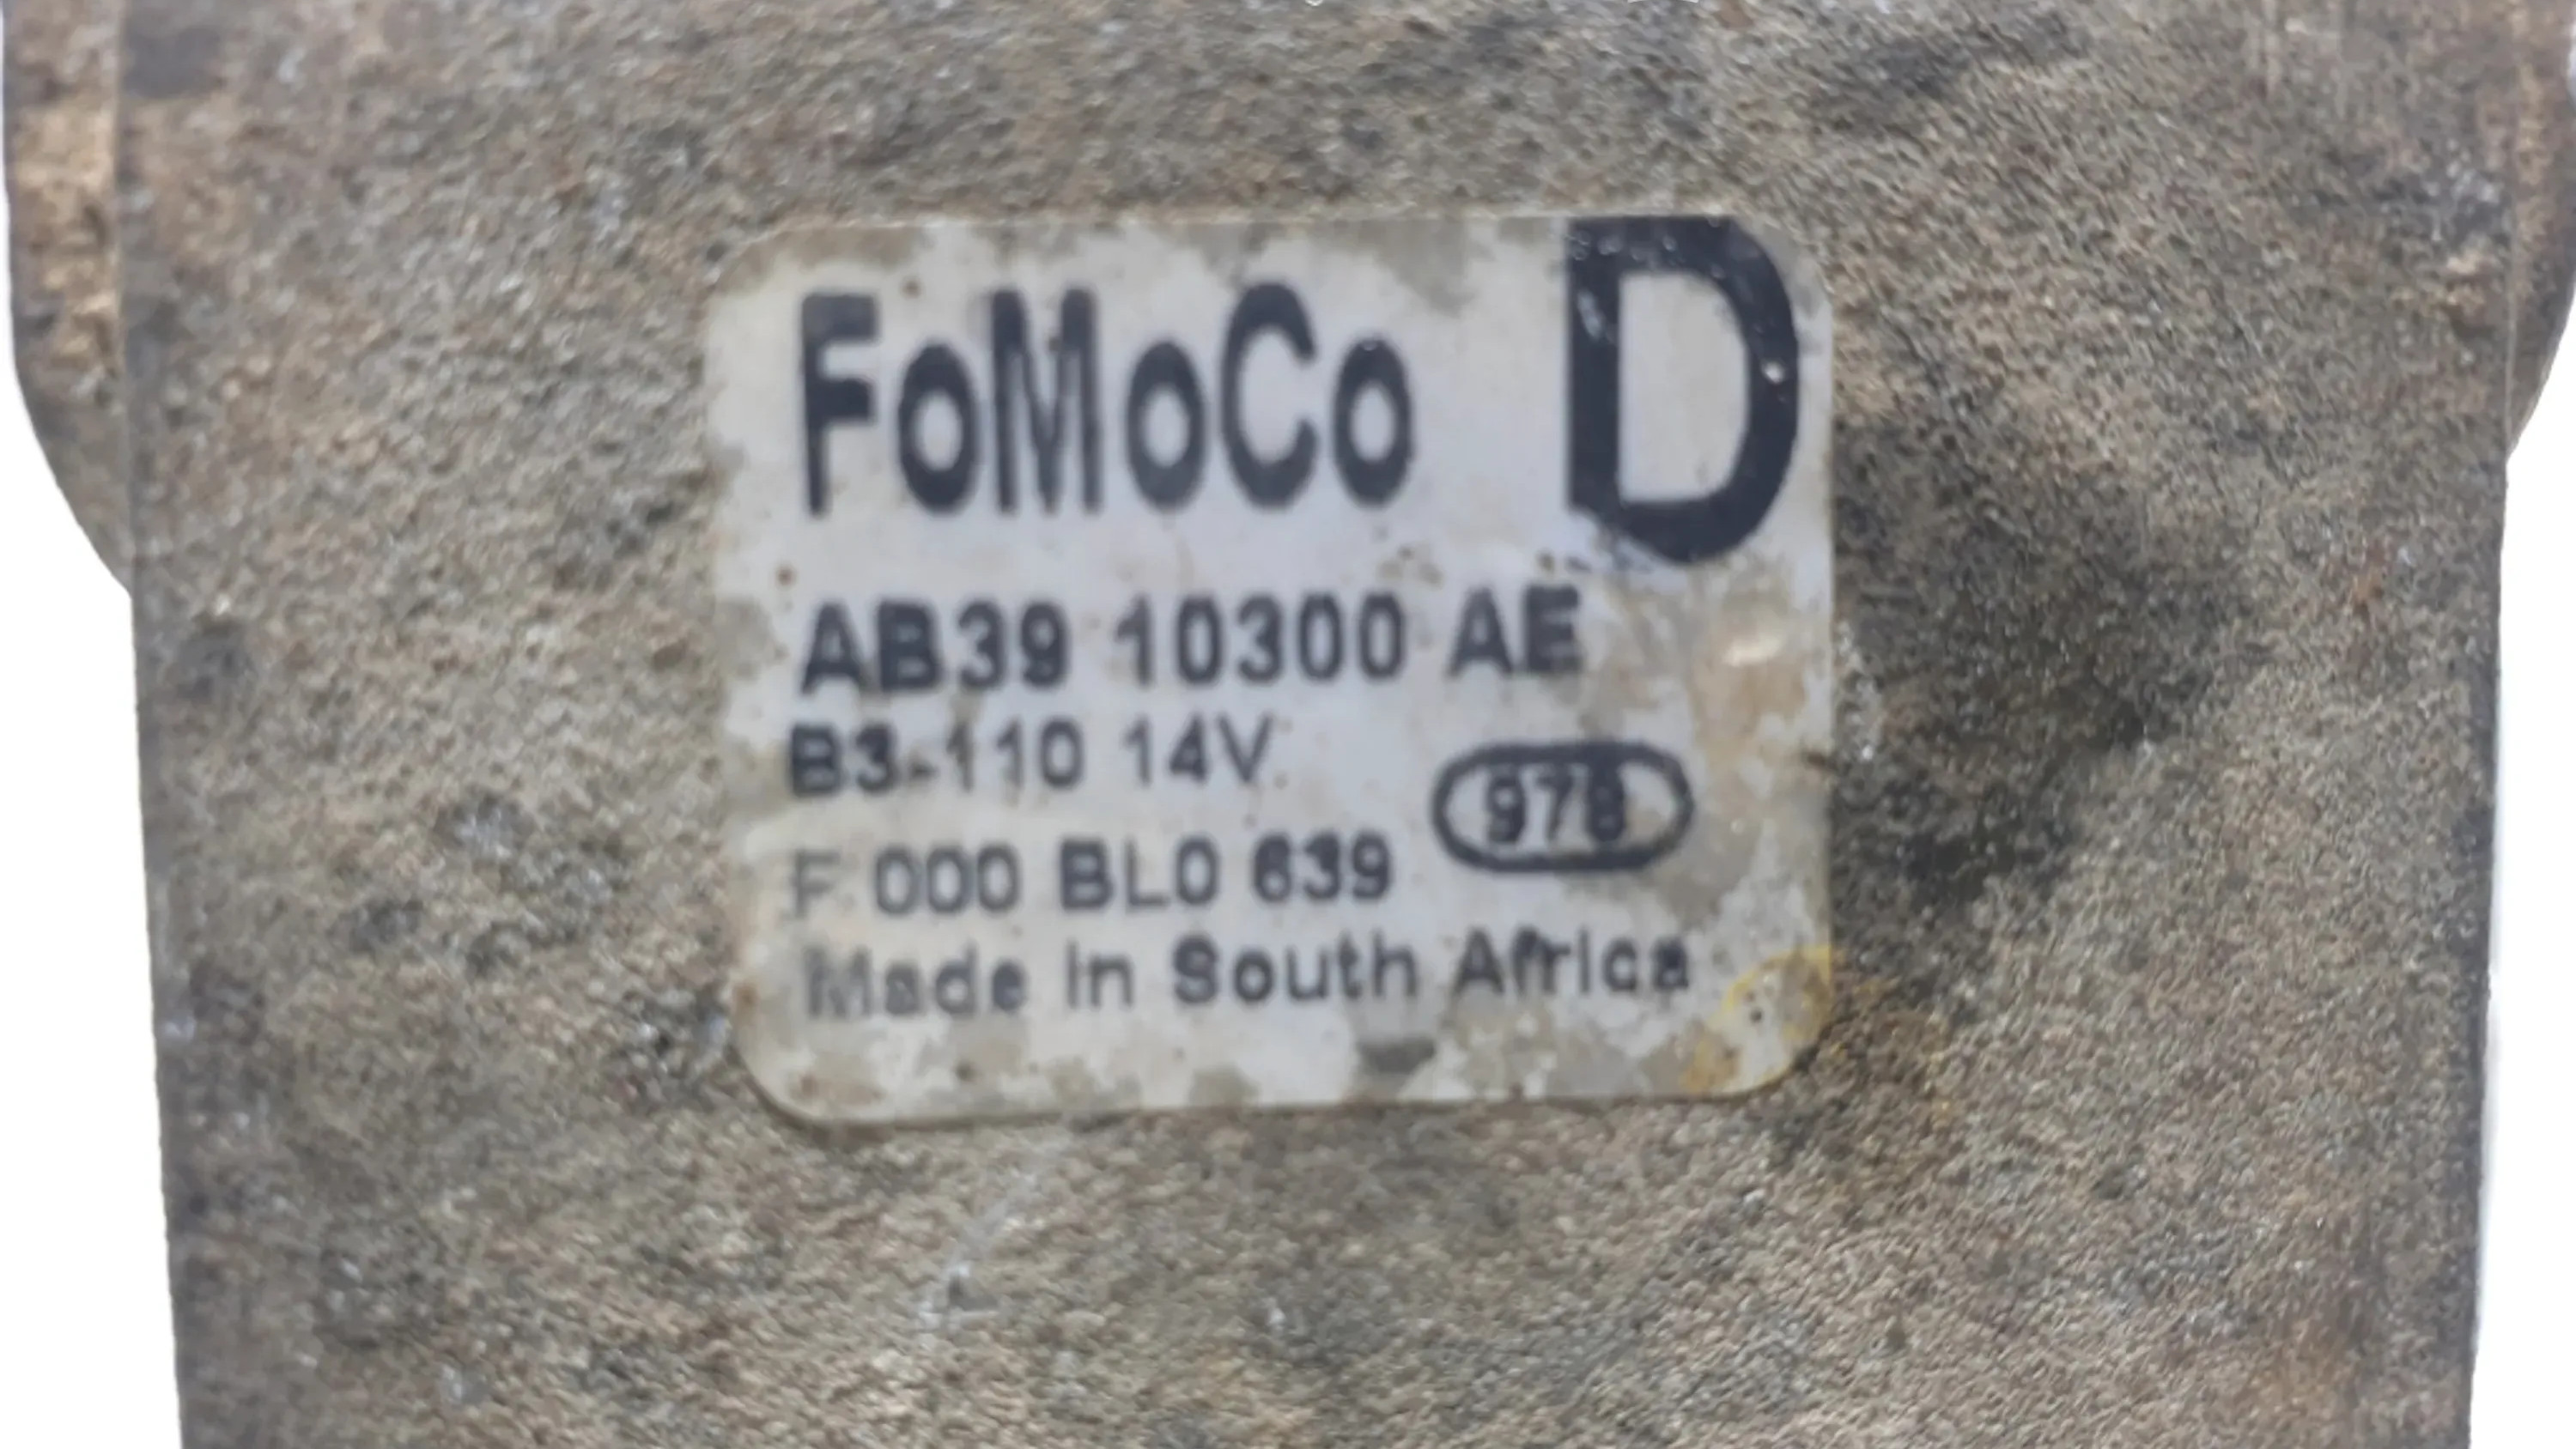 FoMoCo D
AB39 10300 AE
B3-110 14V
978
F 000 BL0 639
Made in South Africa